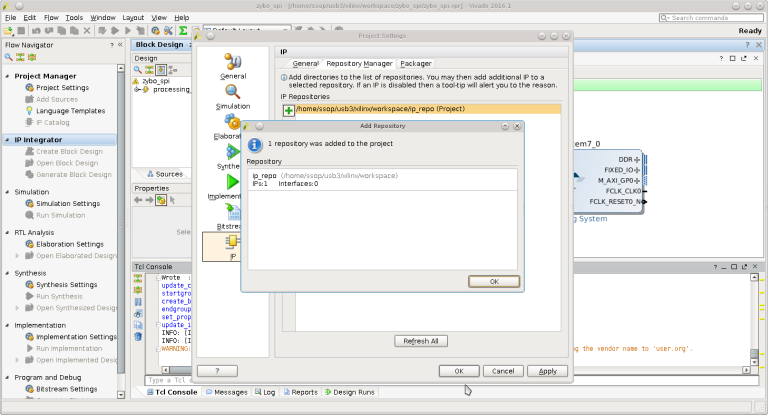 zybo_spi - [/home/ssop/usb3/xilinx/workspace/zybo_spi/zybo_spi.xpr] - Vivado 2016.1
File Edit Flow Tools Window Layout View Help
Search commands
Default Layout
Ready
Flow Navigator
Project Manager
Project Settings
Add Sources
Language Templates
IP Catalog
IP Integrator
Create Block Design
Open Block Design
Generate Block Design
Simulation
Simulation Settings
Run Simulation
RTL Analysis
Elaboration Settings
Open Elaborated Design
Synthesis
Synthesis Settings
Run Synthesis
Open Synthesized Design
Implementation
Implementation Settings
Run Implementation
Open Implemented Design
Program and Debug
Bitstream Settings
Block Design
Design
zybo_spi
processing_
Sources
Properties
Sele
Tcl Console
Wrote :
update_c
startgro
create_b
endgroup
set_prop
update_i
INFO: [I
INFO: [I
WARNING:
ng the vendor name to 'user.org'.
Type a Tcl c
Tcl Console Messages Log Reports Design Runs
em7_0
DDR
FIXED_IO
M_AXI_GP0
FCLK_CLK0
FCLK_RESET0_N
g System
Project Settings
General
Simulation
Elaborat
Synthe
Implement
Bitstrea
IP
IP
General Repository Manager Packager
Add directories to the list of repositories. You may then add additional IP to a
selected repository. If an IP is disabled then a tool-tip will alert you to the reason.
IP Repositories
/home/ssop/usb3/xilinx/workspace/ip_repo (Project)
Refresh All
? OK Cancel Apply
Add Repository
1 repository was added to the project
Repository
ip_repo (/home/ssop/usb3/xilinx/workspace)
IPs:1 Interfaces:0
OK